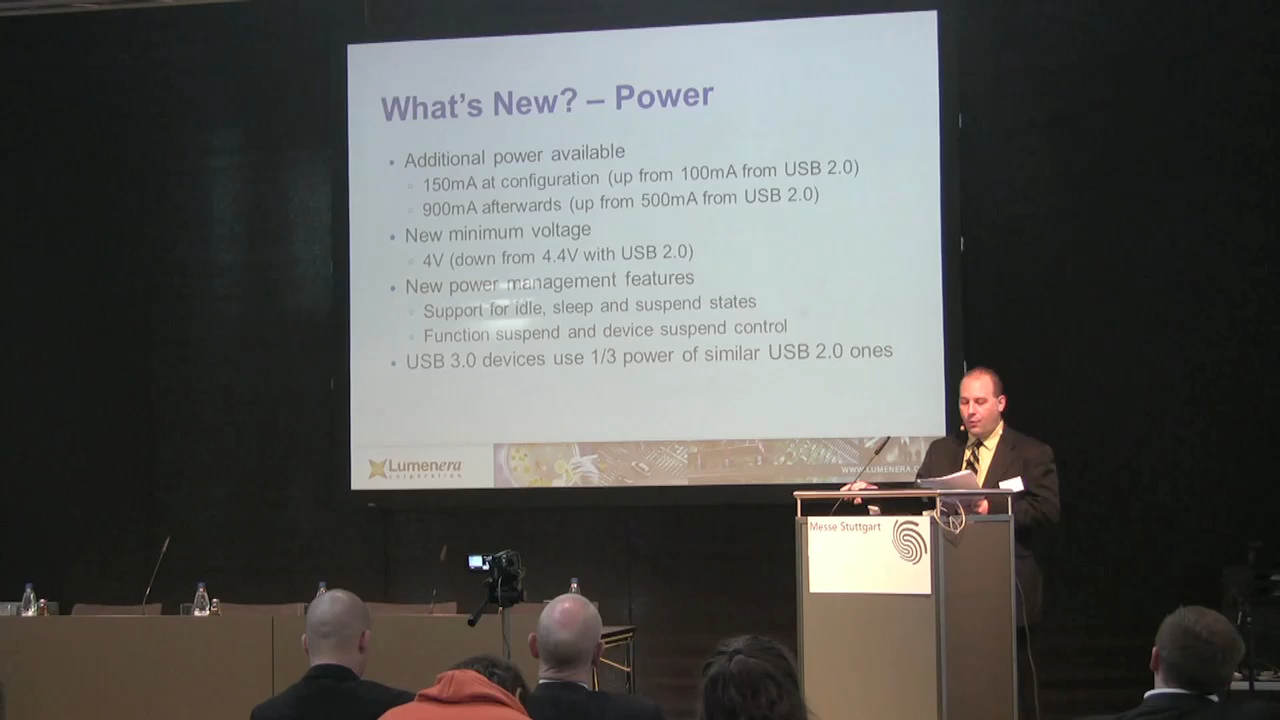 What's New? – Power
• Additional power available
▫ 150mA at configuration (up from 100mA from USB 2.0)
▫ 900mA afterwards (up from 500mA from USB 2.0)
• New minimum voltage
▫ 4V (down from 4.4V with USB 2.0)
• New power management features
▫ Support for idle, sleep and suspend states
▫ Function suspend and device suspend control
• USB 3.0 devices use 1/3 power of similar USB 2.0 ones
Lumenera
corporation
WWW.LUMENERA.C
Messe Stuttgart